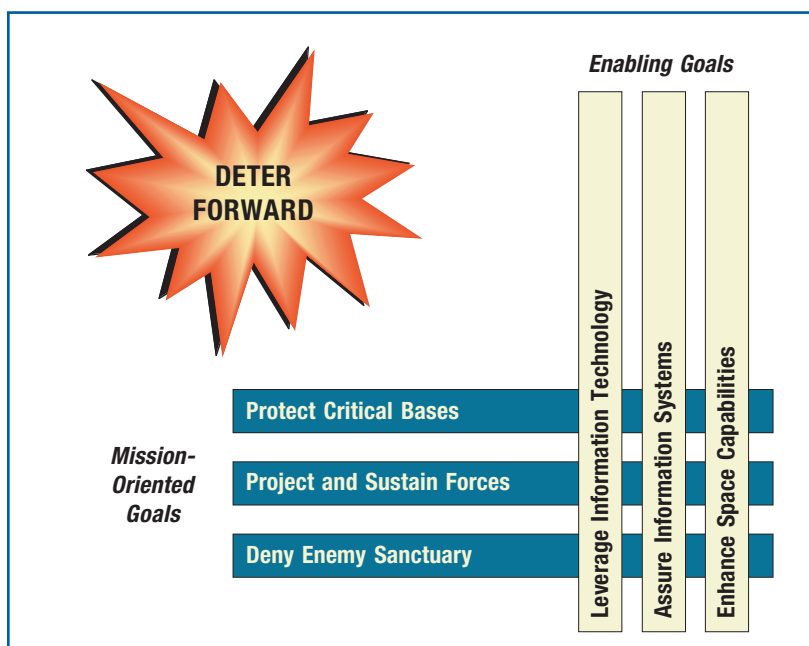 Enabling Goals
DETER
FORWARD
Leverage Information Technology
Assure Information Systems
Enhance Space Capabilities
Mission-
Oriented
Goals
Protect Critical Bases
Project and Sustain Forces
Deny Enemy Sanctuary